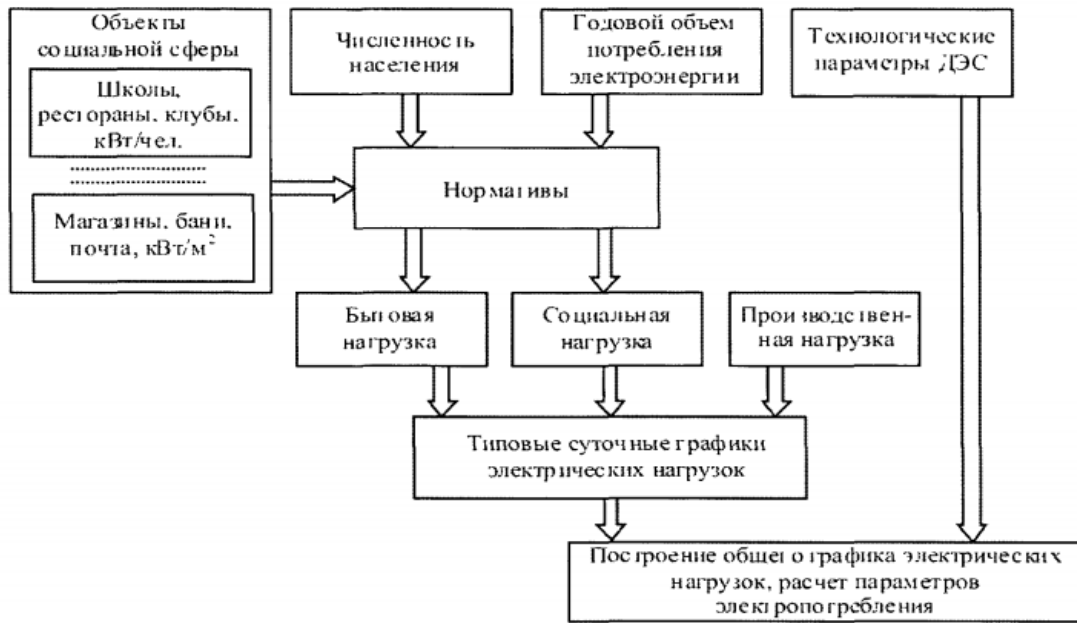 Объекты
социальной сферы
Школы,
рестораны, клубы,
кВт/чел.
Магазины, бани,
почта, кВт/м²
Численность
населения
Годовой объем
потребления
электроэнергии
Технологические
параметры ДЭС
Нормативы
Бытовая
нагрузка
Социальная
нагрузка
Производствен-
ная нагрузка
Типовые суточные графики
электрических нагрузок
Построение общего графика электрических
нагрузок, расчет параметров
электропотребления